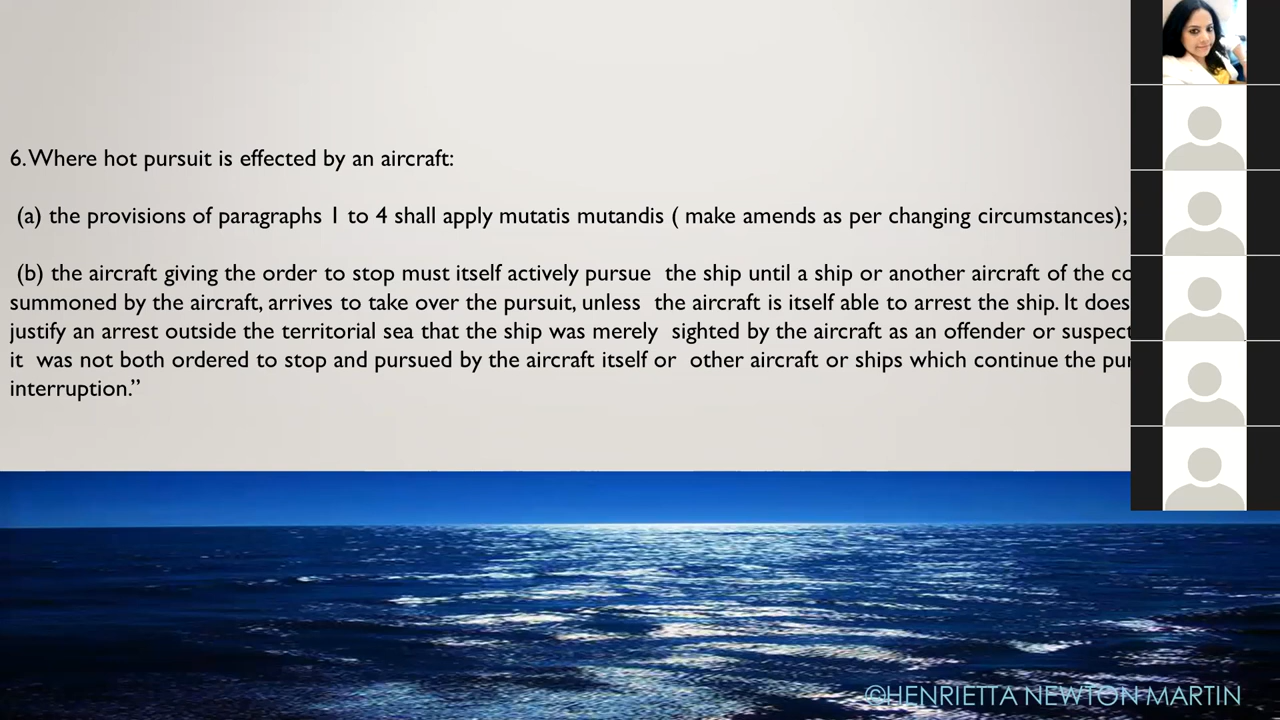 6. Where hot pursuit is effected by an aircraft:
(a) the provisions of paragraphs 1 to 4 shall apply mutatis mutandis ( make amends as per changing circumstances);
(b) the aircraft giving the order to stop must itself actively pursue the ship until a ship or another aircraft of the
summoned by the aircraft, arrives to take over the pursuit, unless the aircraft is itself able to arrest the ship. It does
justify an arrest outside the territorial sea that the ship was merely sighted by the aircraft as an offender or suspect
it was not both ordered to stop and pursued by the aircraft itself or other aircraft or ships which continue the
interruption.”
©HENRIETTA NEWTON MARTIN